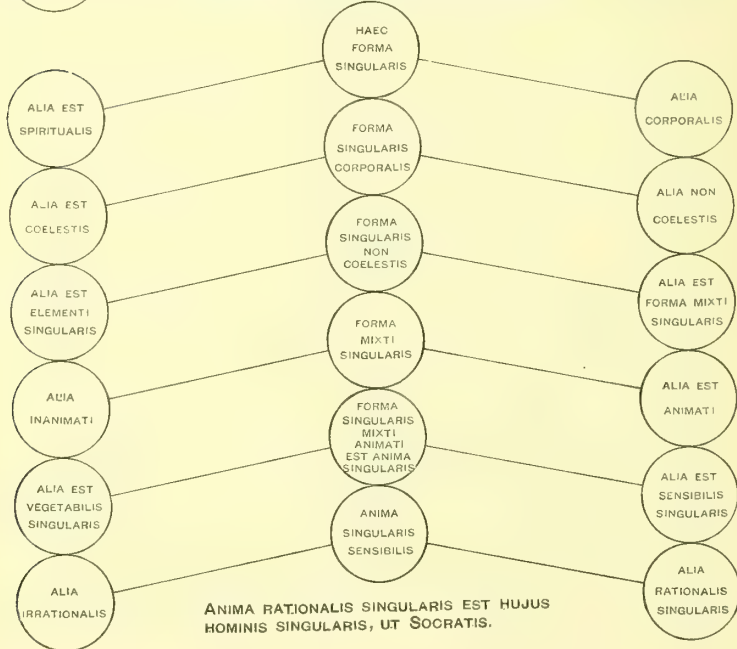 HAEC
FORMA
SINGULARIS
ALIA EST
SPIRITUALIS
ALIA
CORPORALIS
FORMA
SINGULARIS
CORPORALIS
ALIA EST
COELESTIS
ALIA NON
COELESTIS
FORMA
SINGULARIS
NON
COELESTIS
ALIA EST
ELEMENTI
SINGULARIS
ALIA EST
FORMA MIXTI
SINGULARIS
FORMA
MIXTI
SINGULARIS
ALIA
INANIMATI
ALIA EST
ANIMATI
FORMA
SINGULARIS
MIXTI
ANIMATI
EST ANIMA
SINGULARIS
ALIA EST
VEGETABILIS
SINGULARIS
ALIA EST
SENSIBILIS
SINGULARIS
ANIMA
SINGULARIS
SENSIBILIS
ALIA
IRRATIONALIS
ALIA
RATIONALIS
SINGULARIS
ANIMA RATIONALIS SINGULARIS EST HUJUS
HOMINIS SINGULARIS, UT SOCRATIS.